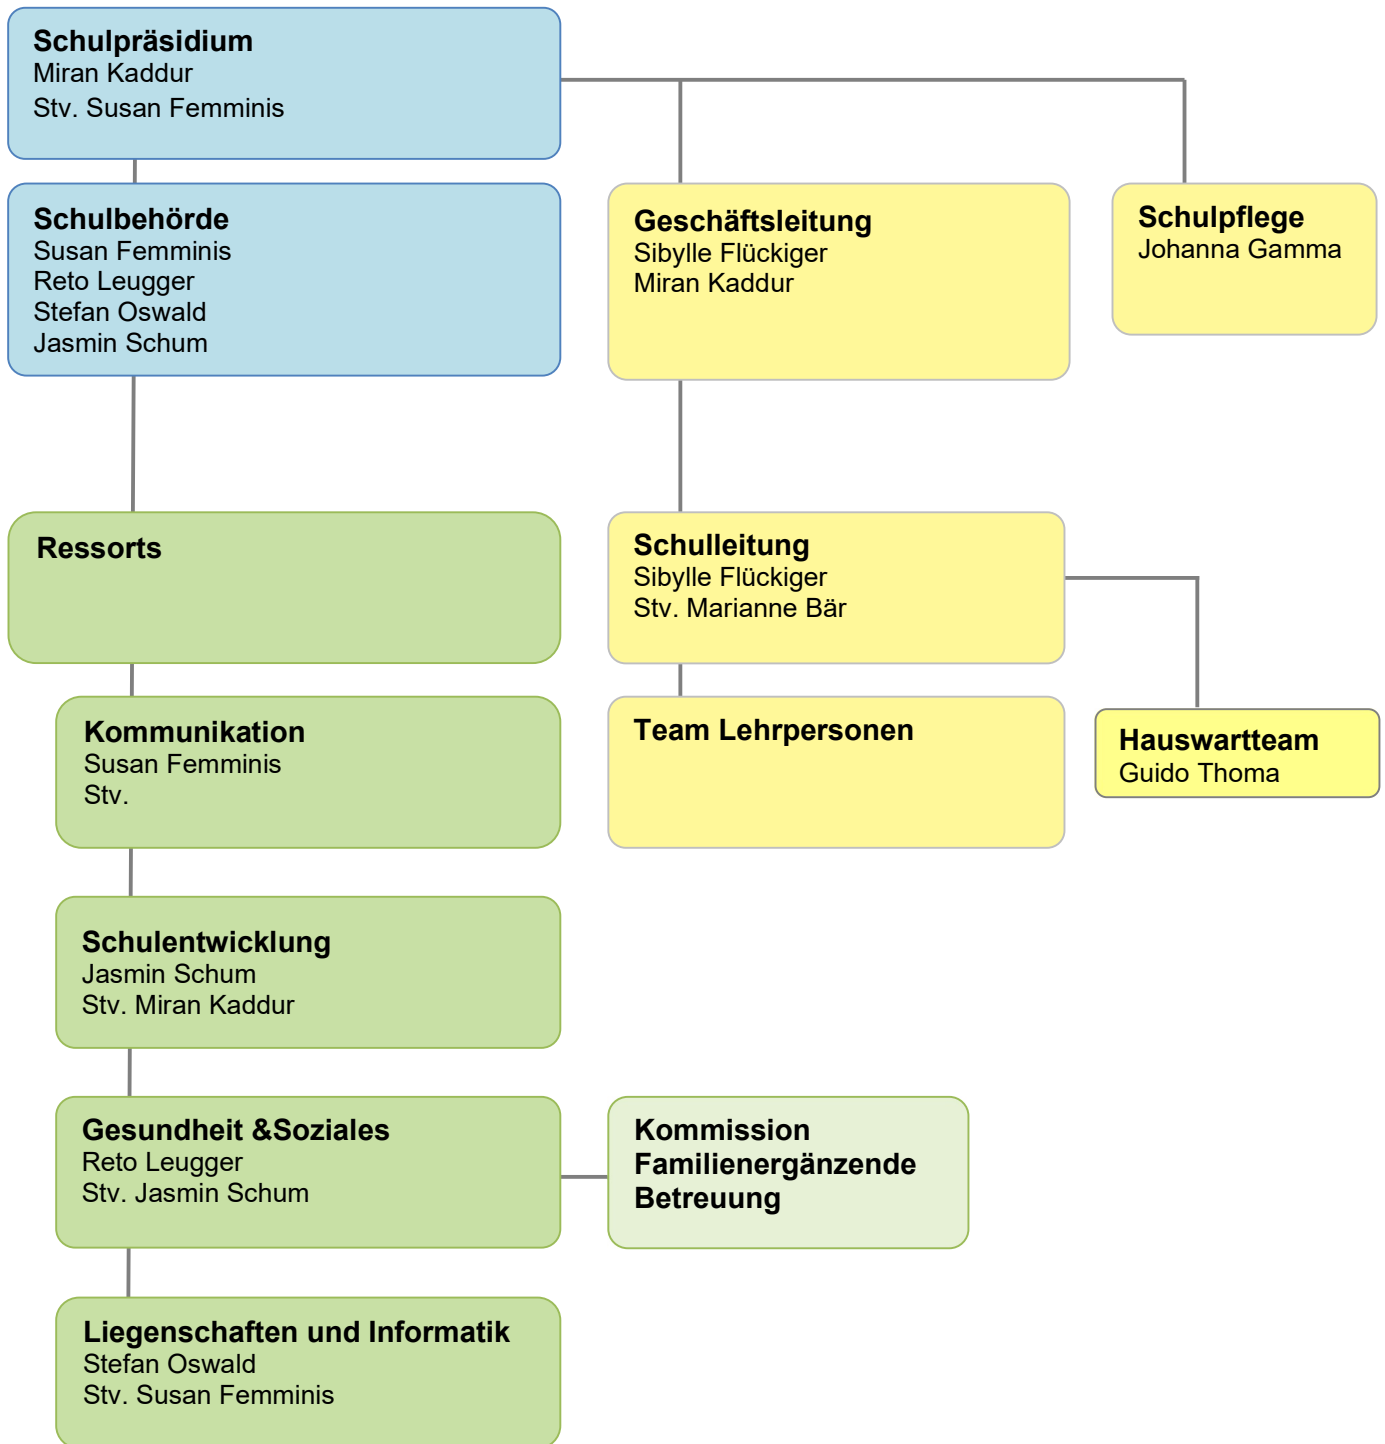 Schulpräsidium
Miran Kaddur
Stv. Susan Femminis
Schulbehörde
Susan Femminis
Reto Leugger
Stefan Oswald
Jasmin Schum
Geschäftsleitung
Sibylle Flückiger
Miran Kaddur
Schulpflege
Johanna Gamma
Ressorts
Schulleitung
Sibylle Flückiger
Stv. Marianne Bär
Kommunikation
Susan Femminis
Stv.
Team Lehrpersonen
Hauswartteam
Guido Thoma
Schulentwicklung
Jasmin Schum
Stv. Miran Kaddur
Gesundheit &Soziales
Reto Leugger
Stv. Jasmin Schum
Kommission
Familienergänzende
Betreuung
Liegenschaften und Informatik
Stefan Oswald
Stv. Susan Femminis